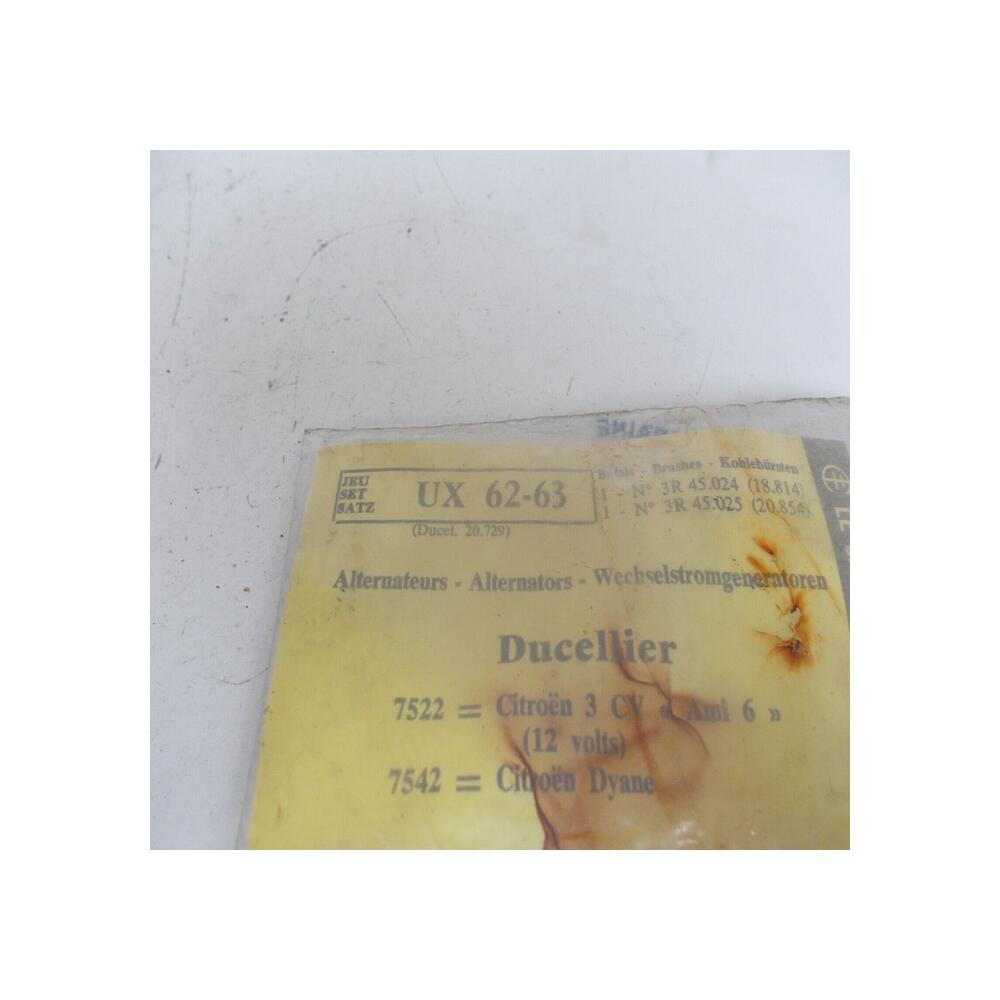 JEU
SET
SATZ
UX 62-63
(Ducel. 20.729)
Balais - Brushes - Kohlebürsten
1 - N° 3R 45.024 (18.814)
1 - N° 3R 45.025 (20.854)
Alternateurs - Alternators - Wechselstromgeneratoren
Ducellier
7522 = Citroën 3 CV « Ami 6 »
(12 volts)
7542 = Citroën Dyane
LE